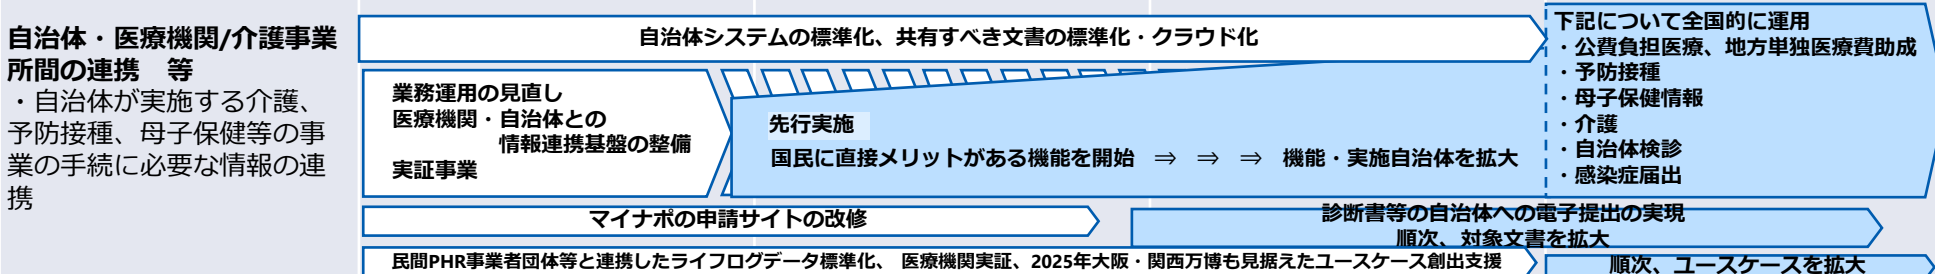 自治体・医療機関/介護事業
所間の連携　等
・自治体が実施する介護、
予防接種、母子保健等の事
業の手続に必要な情報の連
携
自治体システムの標準化、共有すべき文書の標準化・クラウド化
業務運用の見直し
医療機関・自治体との
情報連携基盤の整備
実証事業
先行実施
国民に直接メリットがある機能を開始　⇒　⇒　⇒　機能・実施自治体を拡大
下記について全国的に運用
・公費負担医療、地方単独医療費助成
・予防接種
・母子保健情報
・介護
・自治体検診
・感染症届出
マイナポの申請サイトの改修
診断書等の自治体への電子提出の実現
順次、対象文書を拡大
民間PHR事業者団体等と連携したライフログデータ標準化、 医療機関実証、2025年大阪・関西万博も見据えたユースケース創出支援
順次、ユースケースを拡大